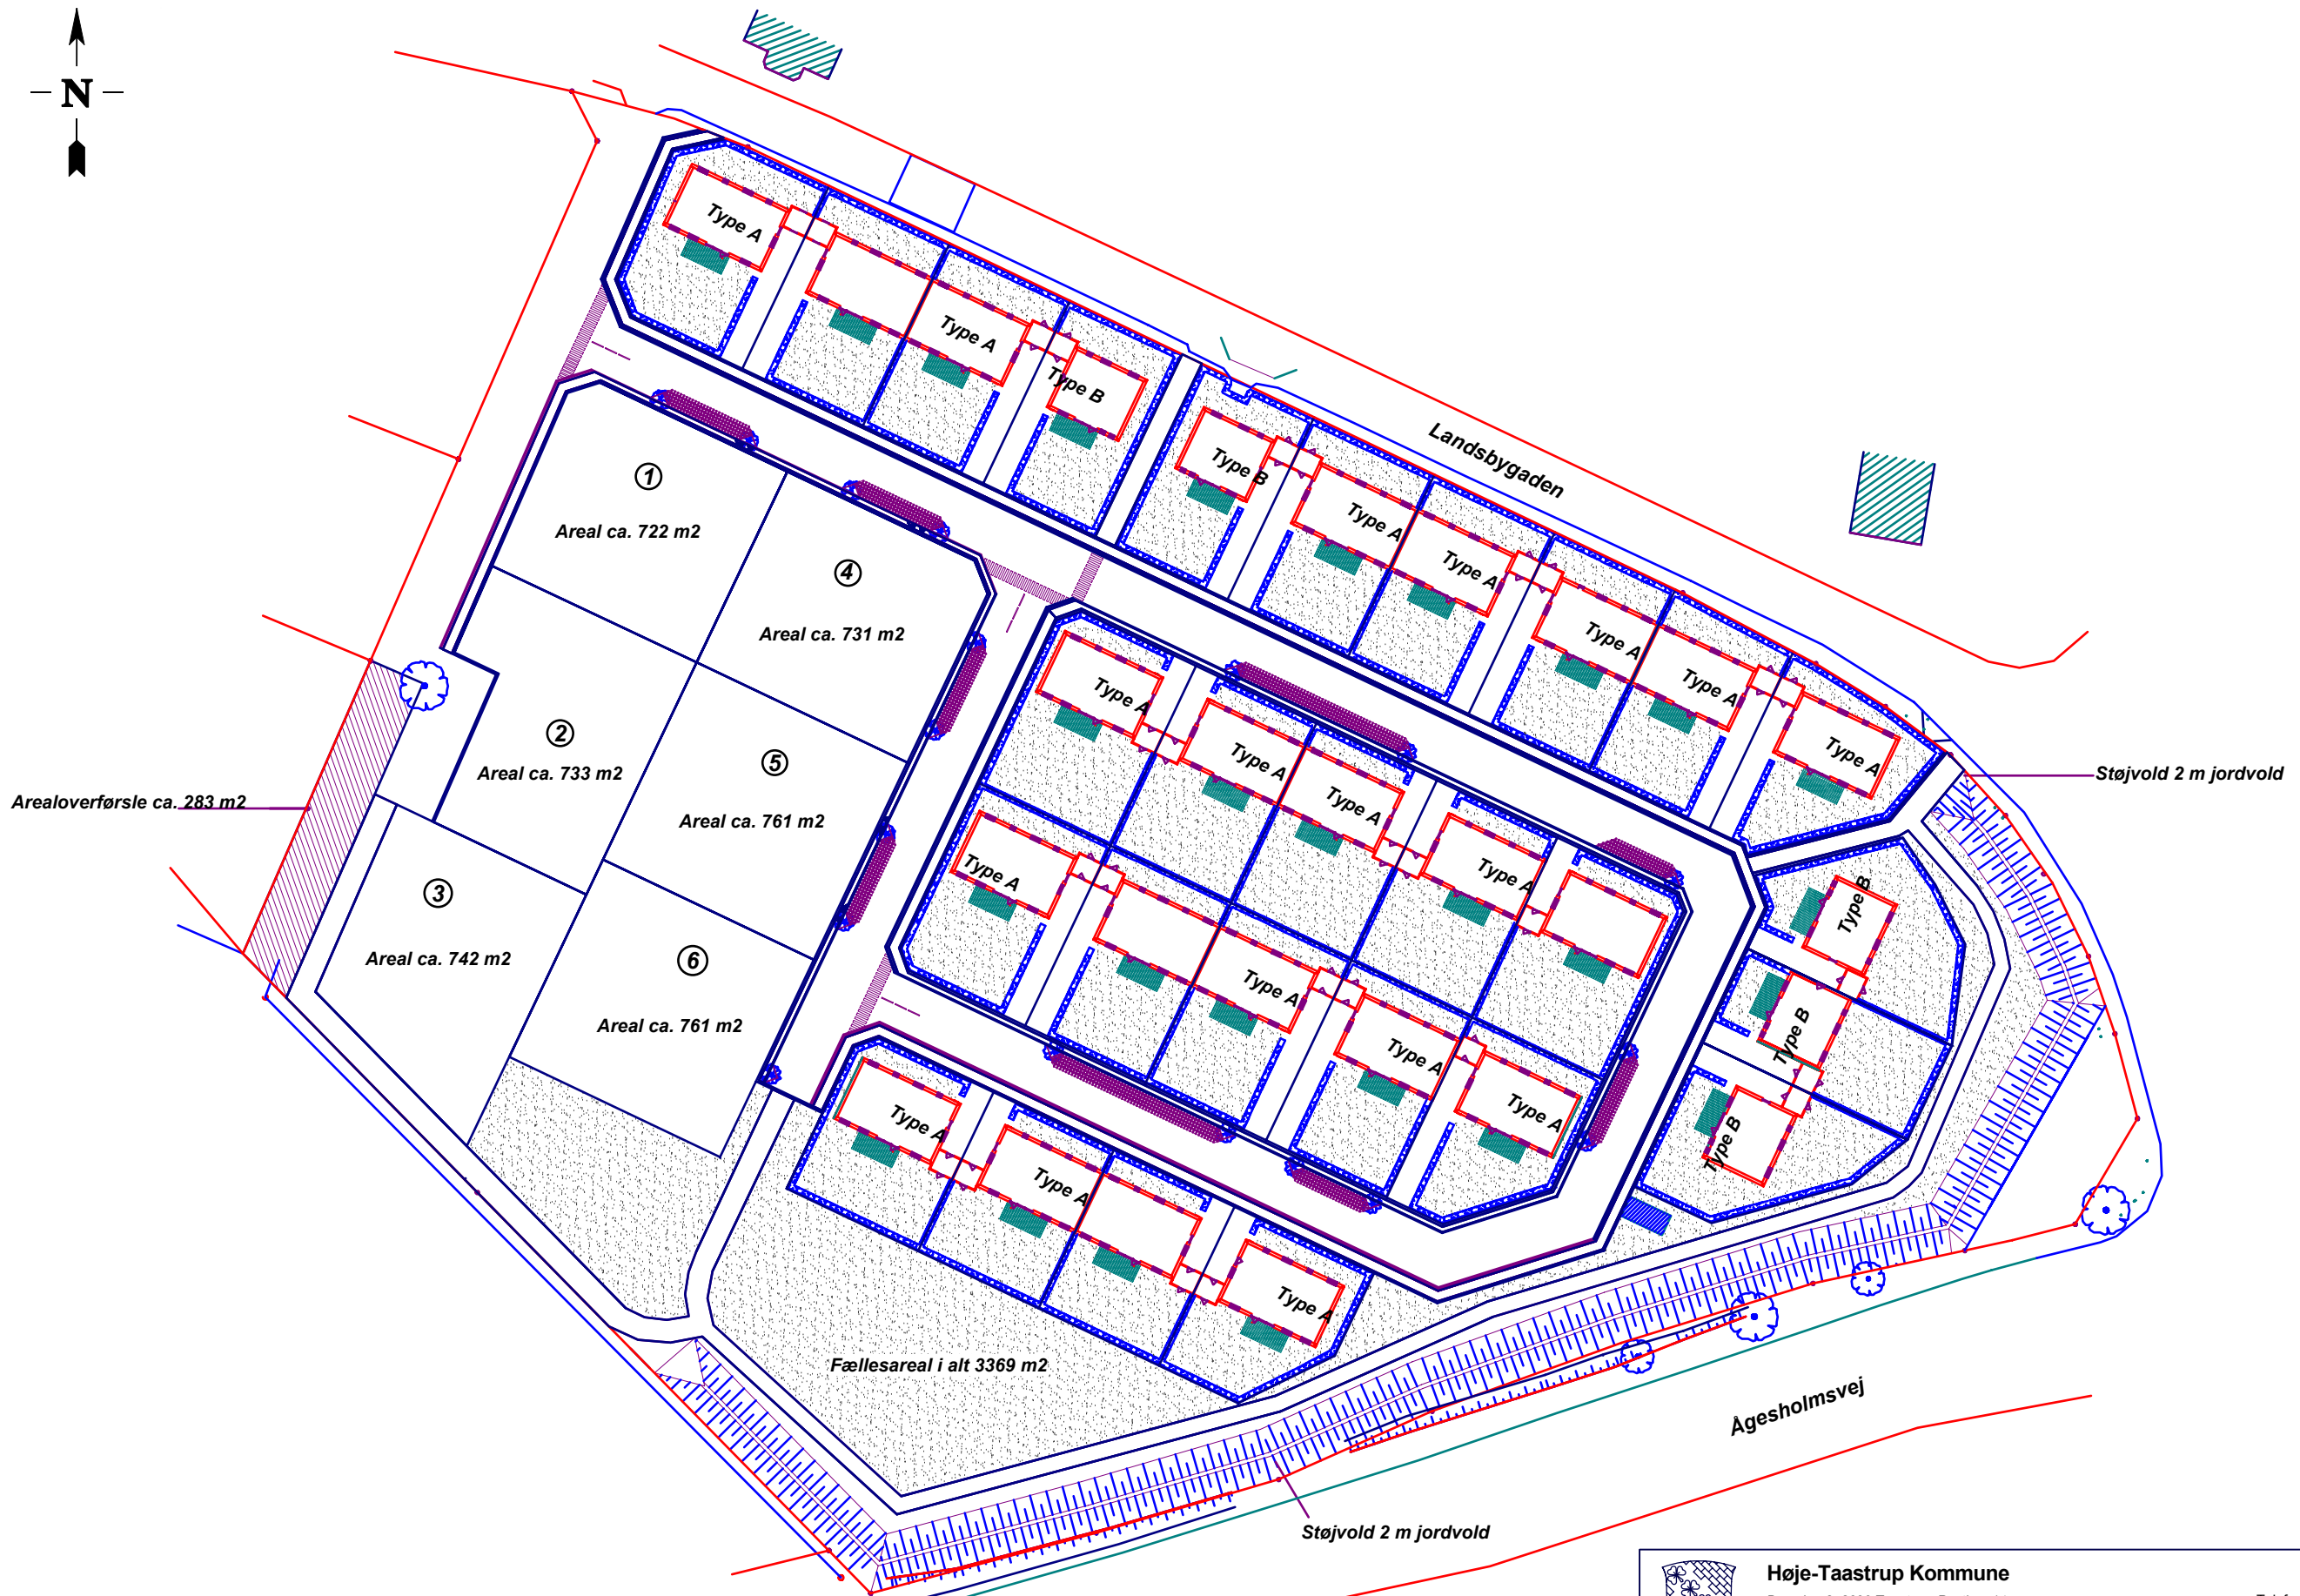 N
Type A
Type A
Type B
Type B
Type A
Type A
Type A
Type A
Type A
Landsbygaden
1
Areal ca. 722 m2
4
Areal ca. 731 m2
2
Areal ca. 733 m2
5
Areal ca. 761 m2
3
Areal ca. 742 m2
6
Areal ca. 761 m2
Arealoverførsle ca. 283 m2
Støjvold 2 m jordvold
Type A
Type A
Type A
Type A
Type A
Type A
Type A
Type A
Type B
Type B
Type B
Type A
Type A
Type A
Fællesareal i alt 3369 m2
Ågesholmsvej
Støjvold 2 m jordvold
Høje-Taastrup Kommune